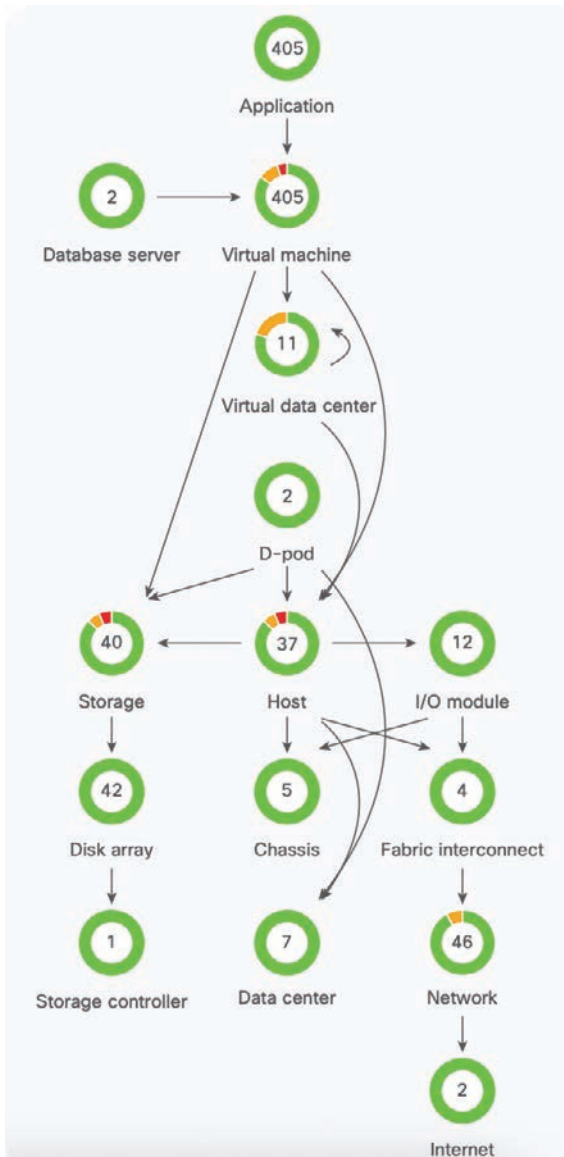 405
Application
2
Database server
405
Virtual machine
11
Virtual data center
2
D-pod
40
Storage
37
Host
12
I/O module
42
Disk array
5
Chassis
4
Fabric interconnect
1
Storage controller
7
Data center
46
Network
2
Internet